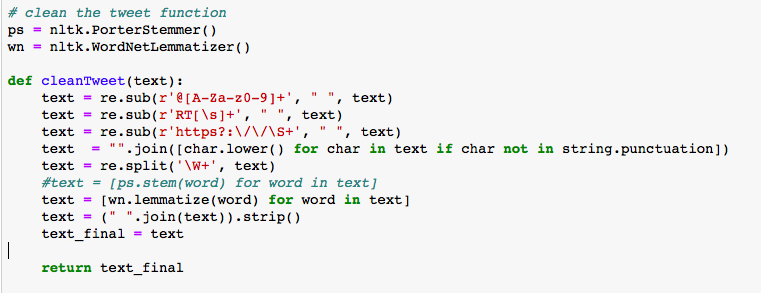 # clean the tweet function
ps = nltk.PorterStemmer()
wn = nltk.WordNetLemmatizer()

def cleanTweet(text):
    text = re.sub(r'@[A-Za-z0-9]+', " ", text)
    text = re.sub(r'RT[\s]+', " ", text)
    text = re.sub(r'https?:\/\/\S+', " ", text)
    text  = "".join([char.lower() for char in text if char not in string.punctuation])
    text = re.split('\W+', text)
    #text = [ps.stem(word) for word in text]
    text = [wn.lemmatize(word) for word in text]
    text = (" ".join(text)).strip()
    text_final = text

    return text_final